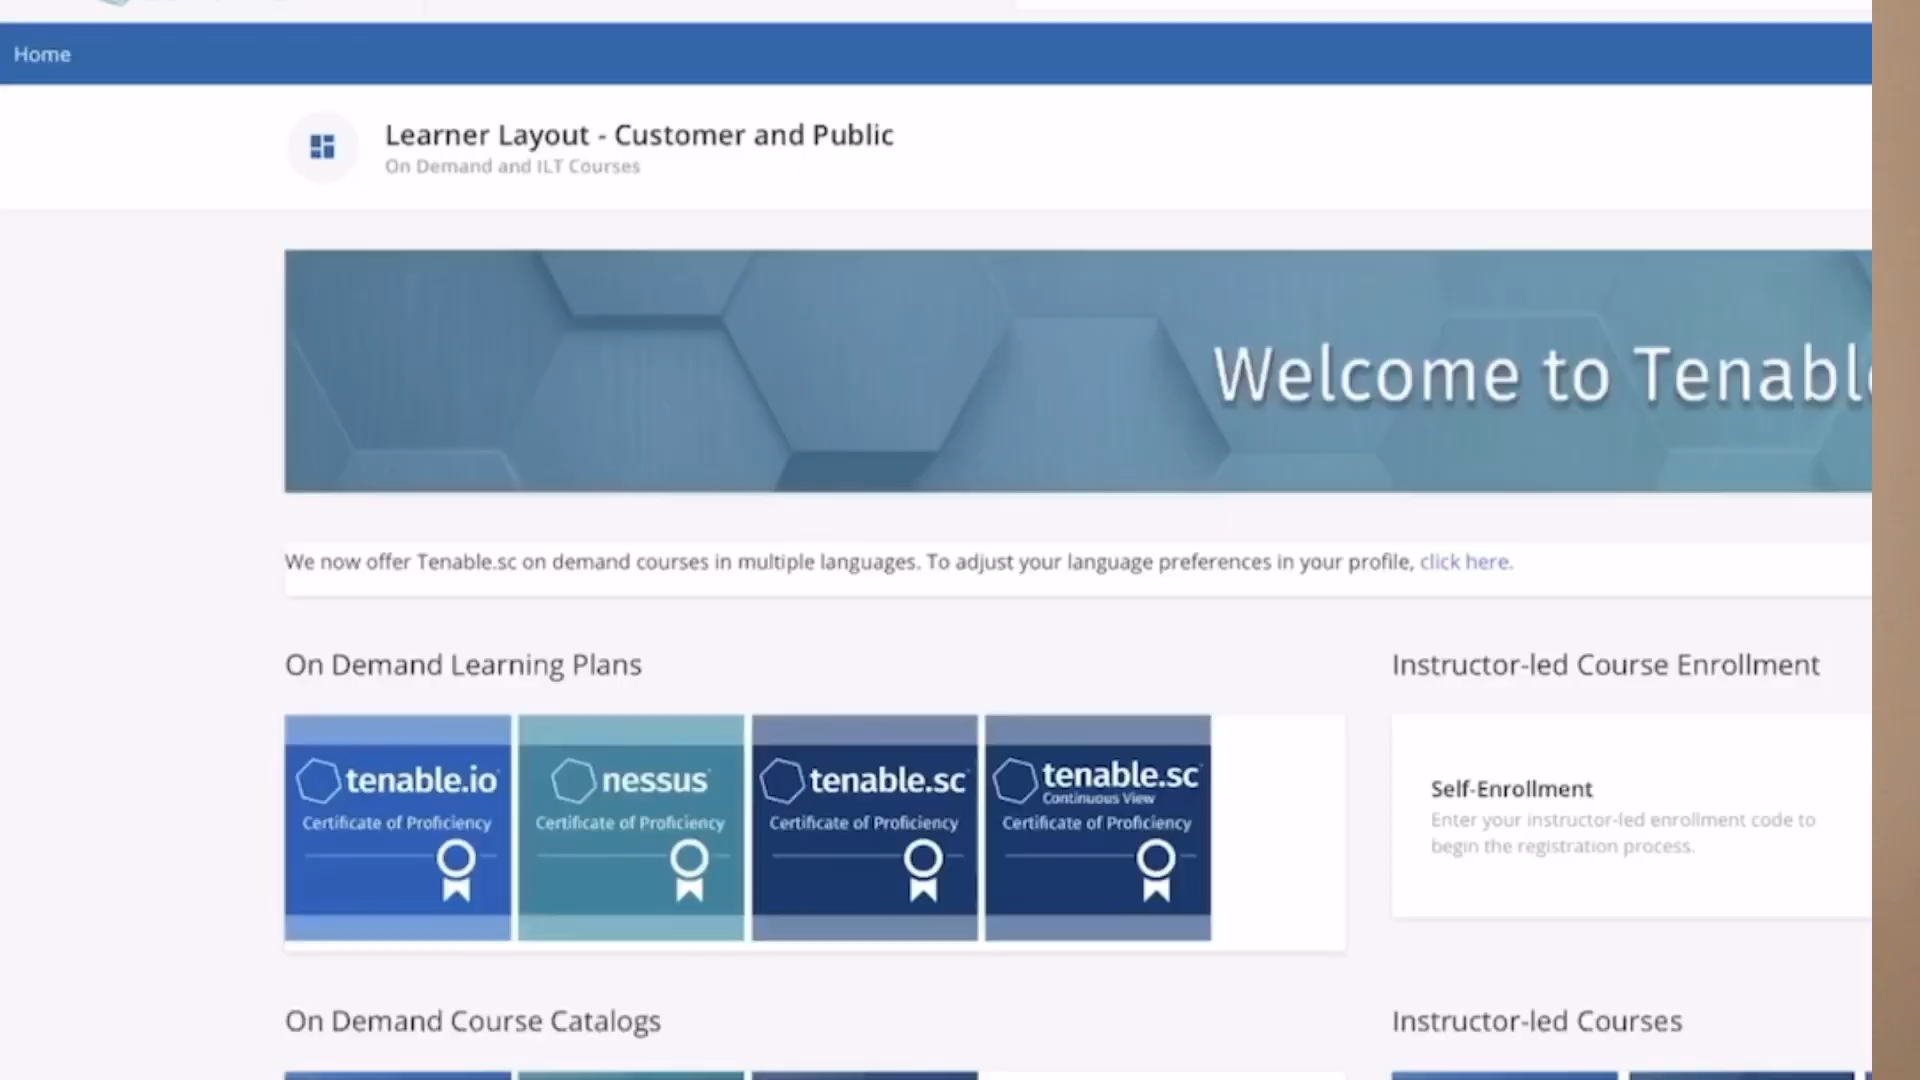 Home
Learner Layout - Customer and Public
On Demand and ILT Courses
Welcome to Tenable
We now offer Tenable.sc on demand courses in multiple languages. To adjust your language preferences in your profile, click here.
On Demand Learning Plans
Instructor-led Course Enrollment
tenable.io
Certificate of Proficiency
nessus
Certificate of Proficiency
tenable.sc
Certificate of Proficiency
tenable.sc
Continuous View
Certificate of Proficiency
Self-Enrollment
Enter your instructor-led enrollment code to
begin the registration process.
On Demand Course Catalogs
Instructor-led Courses